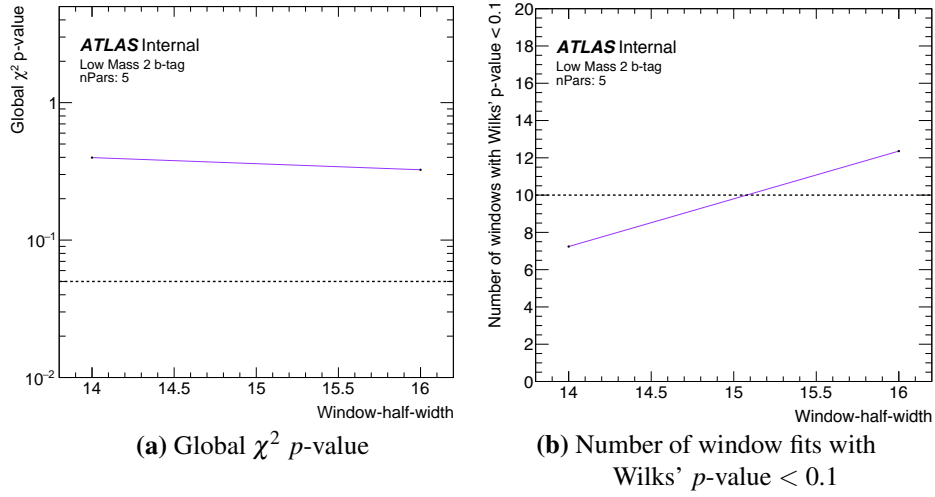 Global χ² p-value
ATLAS Internal
Low Mass 2 b-tag
nPars: 5
1
10⁻¹
10⁻²
14 14.5 15 15.5 16
Window-half-width
(a) Global χ² p-value
Number of windows with Wilks' p-value < 0.1
ATLAS Internal
Low Mass 2 b-tag
nPars: 5
20
18
16
14
12
10
8
6
4
2
0
14 14.5 15 15.5 16
Window-half-width
(b) Number of window fits with
Wilks' p-value < 0.1